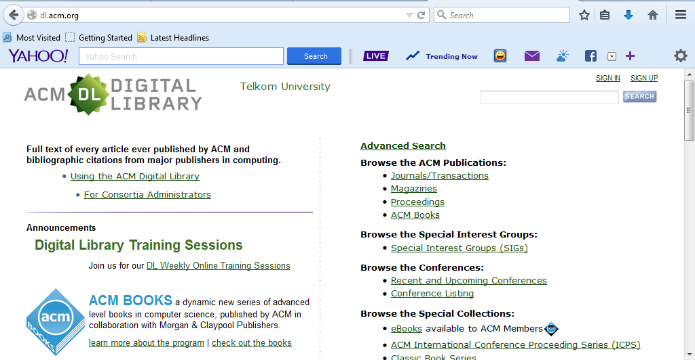 dl.acm.org
Search
Most Visited
Getting Started
Latest Headlines
YAHOO!
Yahoo Search
Search
LIVE
Trending Now
ACM DL DIGITAL LIBRARY
Telkom University
SIGN IN SIGN UP
SEARCH
Full text of every article ever published by ACM and
bibliographic citations from major publishers in computing.
Using the ACM Digital Library
For Consortia Administrators
Announcements
Digital Library Training Sessions
Join us for our DL Weekly Online Training Sessions
acm BOOKS
ACM BOOKS a dynamic new series of advanced
level books in computer science, published by ACM in
collaboration with Morgan & Claypool Publishers.
learn more about the program | check out the books
Advanced Search
Browse the ACM Publications:
Journals/Transactions
Magazines
Proceedings
ACM Books
Browse the Special Interest Groups:
Special Interest Groups (SIGs)
Browse the Conferences:
Recent and Upcoming Conferences
Conference Listing
Browse the Special Collections:
eBooks available to ACM Members acm
ACM International Conference Proceeding Series (ICPS)
Classic Book Series